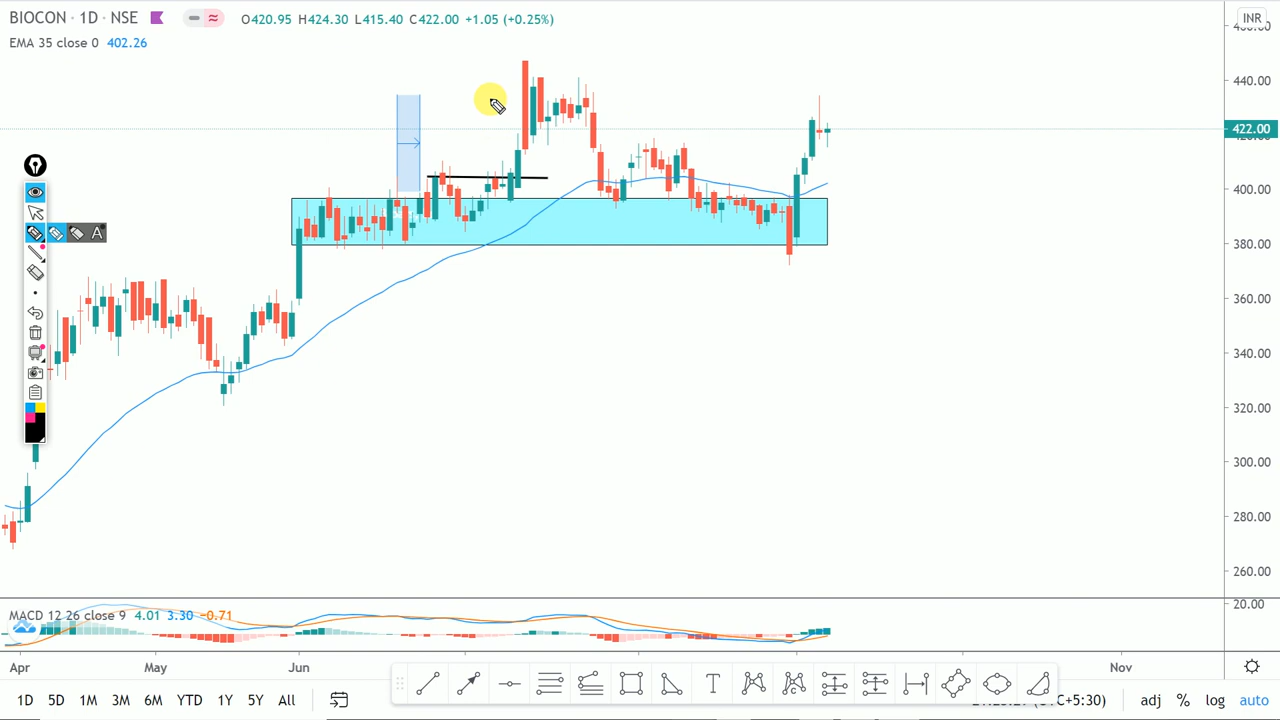 BIOCON · 1D · NSE
O420.95 H424.30 L415.40 C422.00 +1.05 (+0.25%)
INR
EMA 35 close 0 402.26
440.00
422.00
400.00
380.00
A
360.00
340.00
320.00
300.00
280.00
260.00
MACD 12 26 close 9 4.01 3.30 −0.71
20.00
0.00
Apr May Jun Nov
1D 5D 1M 3M 6M YTD 1Y 5Y All
T
(UTC+5:30) adj % log auto